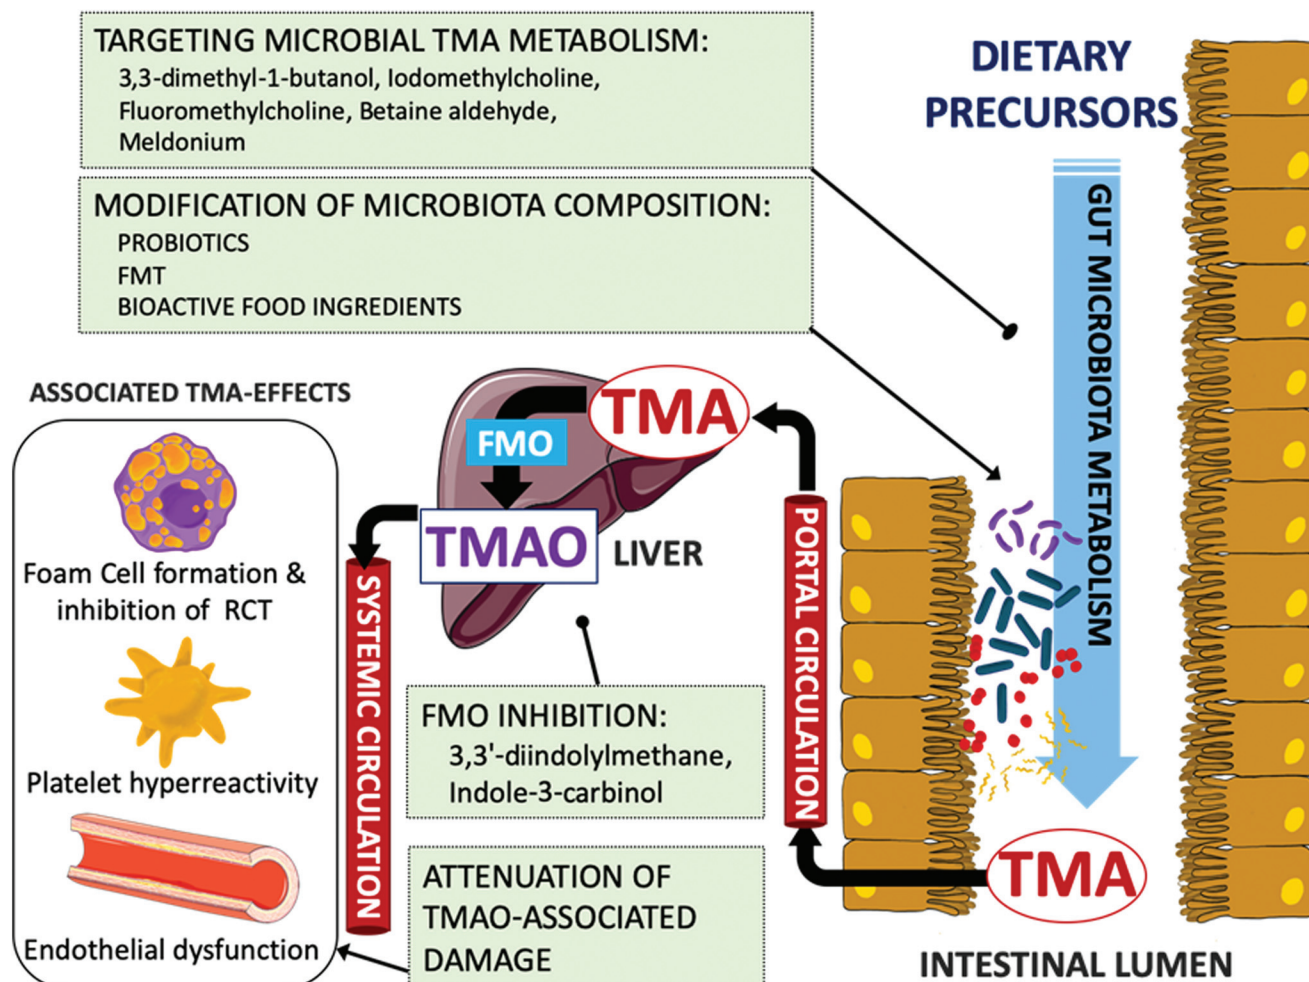 TARGETING MICROBIAL TMA METABOLISM:
3,3-dimethyl-1-butanol, Iodomethylcholine,
Fluoromethylcholine, Betaine aldehyde,
Meldonium
MODIFICATION OF MICROBIOTA COMPOSITION:
PROBIOTICS
FMT
BIOACTIVE FOOD INGREDIENTS
DIETARY
PRECURSORS
GUT MICROBIOTA METABOLISM
ASSOCIATED TMA-EFFECTS
Foam Cell formation &
inhibition of RCT
Platelet hyperreactivity
Endothelial dysfunction
TMA
FMO
TMAO
LIVER
SYSTEMIC CIRCULATION
PORTAL CIRCULATION
FMO INHIBITION:
3,3'-diindolylmethane,
Indole-3-carbinol
ATTENUATION OF
TMAO-ASSOCIATED
DAMAGE
TMA
INTESTINAL LUMEN